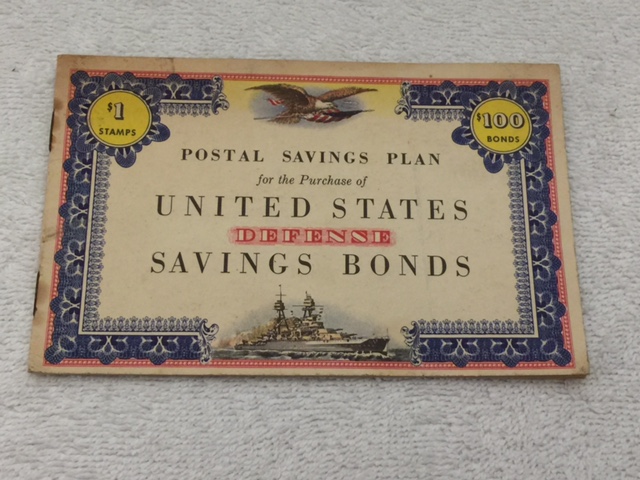 $1
STAMPS
$100
BONDS
POSTAL SAVINGS PLAN
for the Purchase of
UNITED STATES
DEFENSE
SAVINGS BONDS